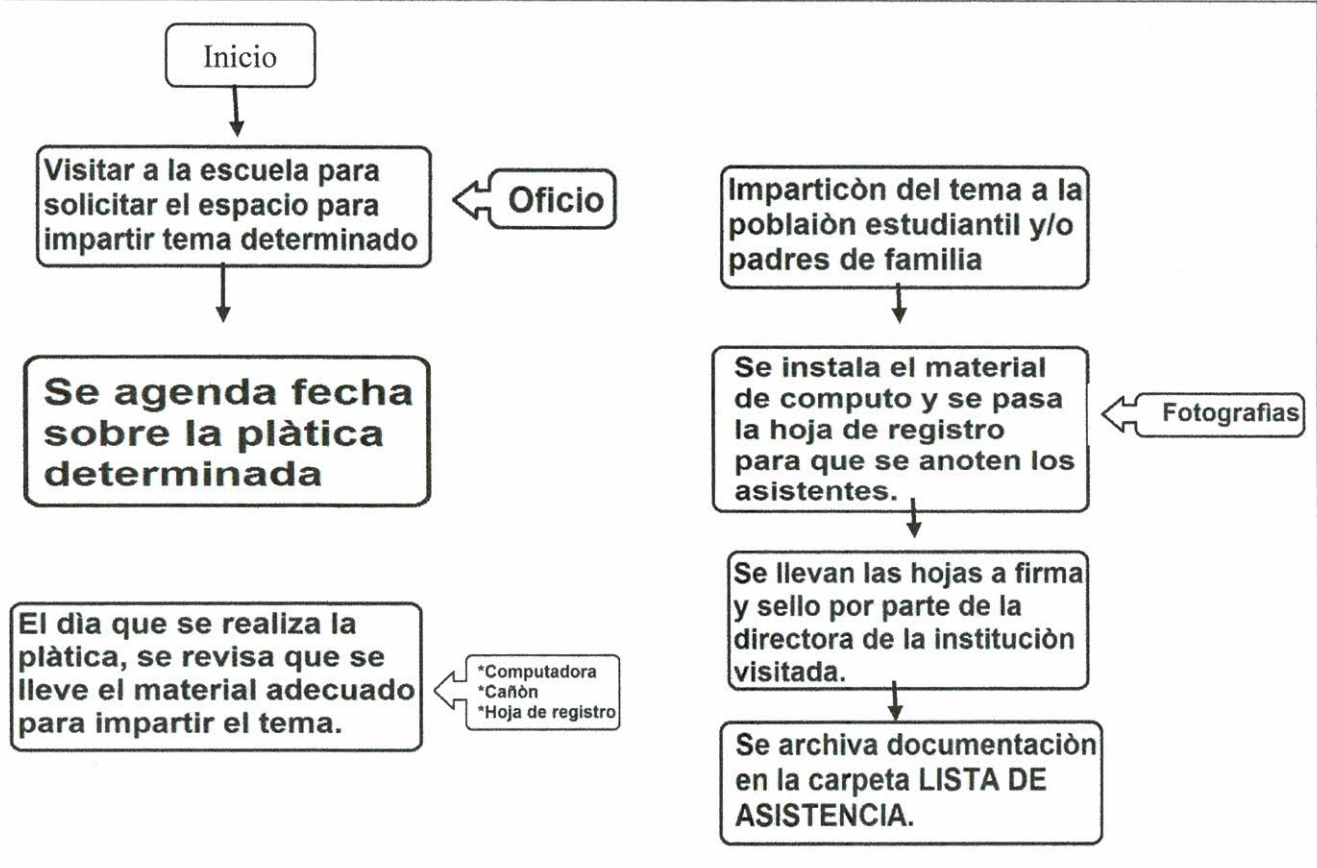 Inicio
Visitar a la escuela para
solicitar el espacio para
impartir tema determinado
Oficio
Se agenda fecha
sobre la plàtica
determinada
El dìa que se realiza la
plàtica, se revisa que se
lleve el material adecuado
para impartir el tema.
*Computadora
*Cañòn
*Hoja de registro
Imparticòn del tema a la
poblaiòn estudiantil y/o
padres de familia
Se instala el material
de computo y se pasa
la hoja de registro
para que se anoten los
asistentes.
Fotografìas
Se llevan las hojas a firma
y sello por parte de la
directora de la instituciòn
visitada.
Se archiva documentaciòn
en la carpeta LISTA DE
ASISTENCIA.